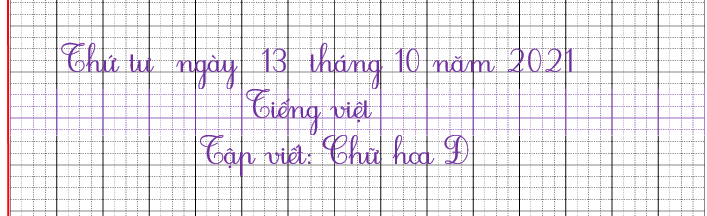 Thứ tư ngày 13 tháng 10 năm 2021
Tiếng việt
Tập viết: Chữ hoa Đ